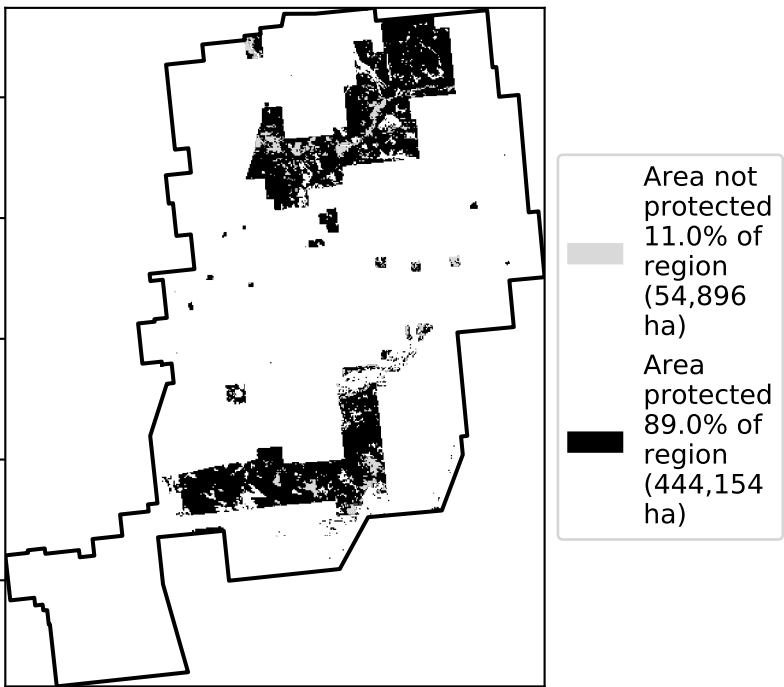 Area not
protected
11.0% of
region
(54,896
ha)
Area
protected
89.0% of
region
(444,154
ha)